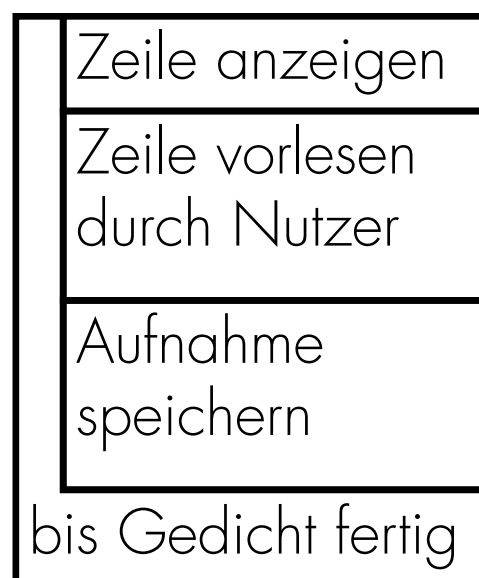 Zeile anzeigen
Zeile vorlesen
durch Nutzer
Aufnahme
speichern
bis Gedicht fertig